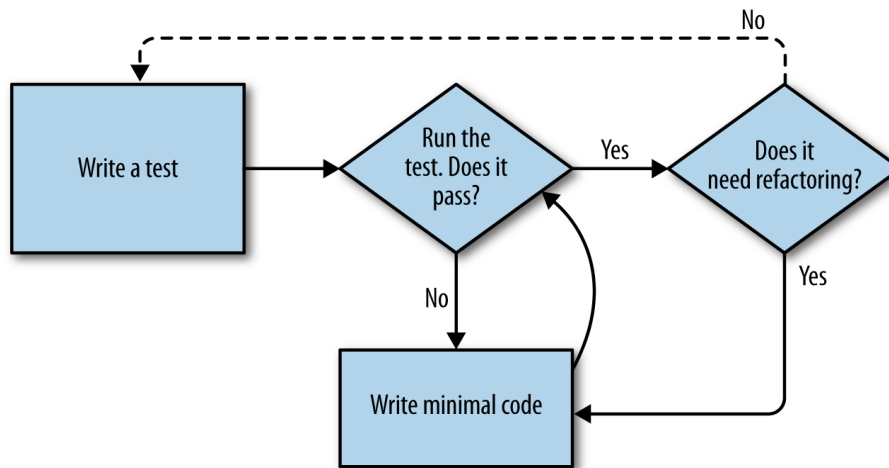 No
Write a test
Run the
test. Does it
pass?
Yes
Does it
need refactoring?
No
Yes
Write minimal code